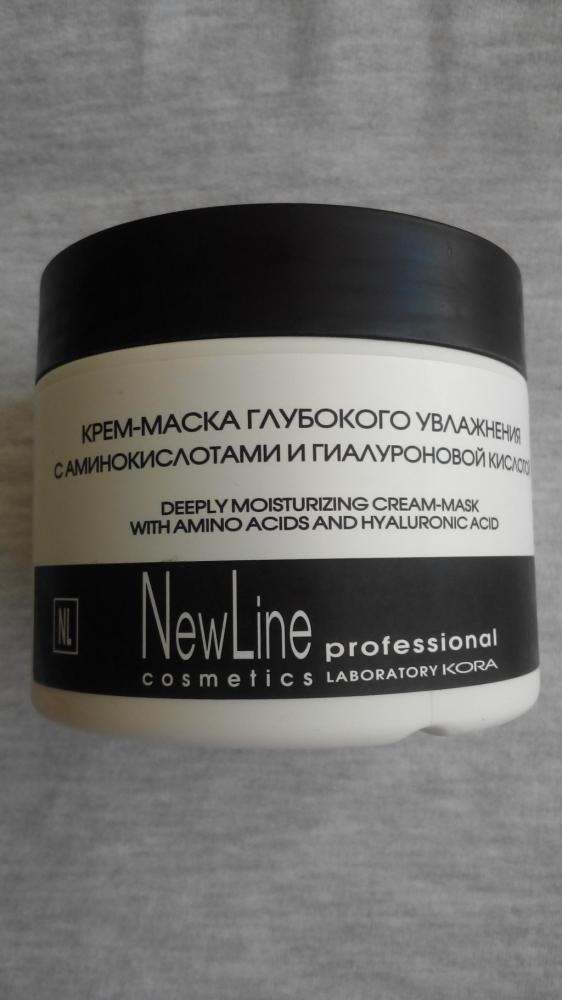 КРЕМ-МАСКА ГЛУБОКОГО УВЛАЖНЕНИЯ
С АМИНОКИСЛОТАМИ И ГИАЛУРОНОВОЙ КИСЛОТОЙ
DEEPLY MOISTURIZING CREAM-MASK
WITH AMINO ACIDS AND HYALURONIC ACID
NL
NewLine professional
cosmetics LABORATORY KORA